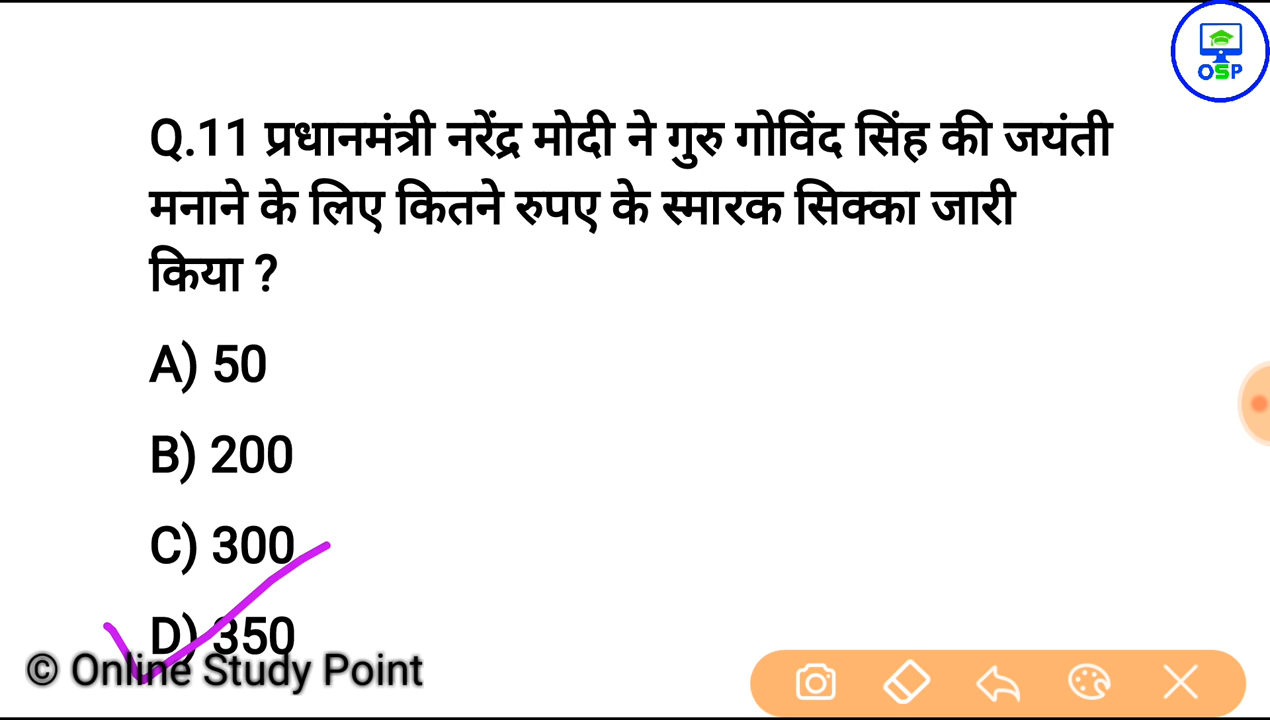 OSP
Q.11 प्रधानमंत्री नरेंद्र मोदी ने गुरु गोविंद सिंह की जयंती
मनाने के लिए कितने रुपए के स्मारक सिक्का जारी
किया ?
A) 50
B) 200
C) 300
D) 350
© Online Study Point